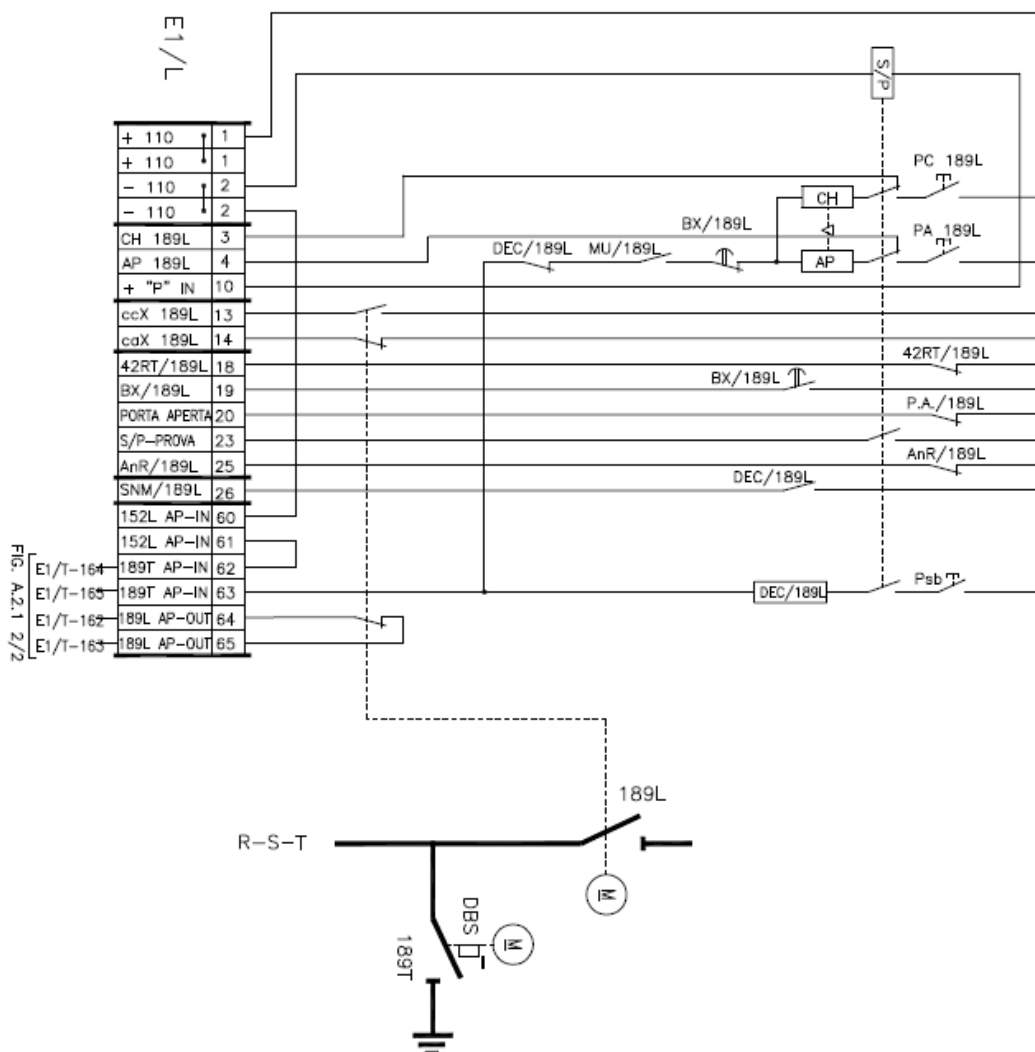 E1/L
S/P
+ 110 1
+ 110 1
- 110 2
- 110 2
CH 189L 3
AP 189L 4
+ "P" IN 10
ccX 189L 13
caX 189L 14
42RT/189L 18
BX/189L 19
PORTA APERTA 20
S/P-PROVA 23
AnR/189L 25
SNM/189L 26
152L AP-IN 60
152L AP-IN 61
E1/T-164 189T AP-IN 62
E1/T-165 189T AP-IN 63
E1/T-162 189L AP-OUT 64
E1/T-163 189L AP-OUT 65
FIG. A.2.1 2/2
PC 189L
CH
BX/189L
PA 189L
DEC/189L
MU/189L
AP
42RT/189L
BX/189L
P.A./189L
AnR/189L
DEC/189L
DEC/189L
Psb
189L
R-S-T
M
DBS
M
189T